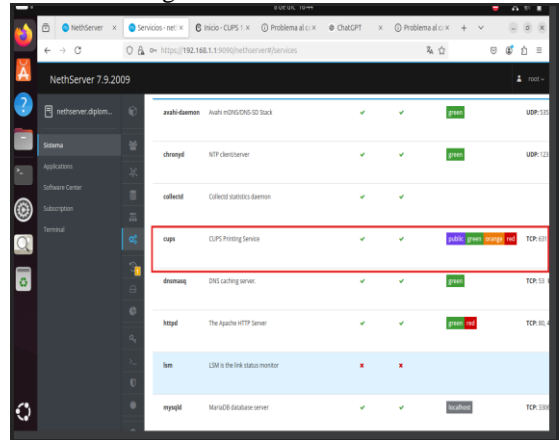 NethServer
Servicios - net
Inicio - CUPS 1.
Problema al c
ChatGPT
Problema al c
https://192.168.1.1:9090/nethserver#/services
NethServer 7.9.2009
root
nethserver.diplom...
Sistema
Applications
Software Center
Subscription
Terminal
avahi-daemon Avahi mDNS/DNS-SD Stack green UDP: 535
chronyd NTP client/server green UDP: 123
collectd Collectd statistics daemon
cups CUPS Printing Service public green orange red TCP: 631
dnsmasq DNS caching server. green TCP: 53
httpd The Apache HTTP Server green red TCP: 80, 4
lsm LSM is the link status monitor
mysqld MariaDB database server localhost TCP: 3306